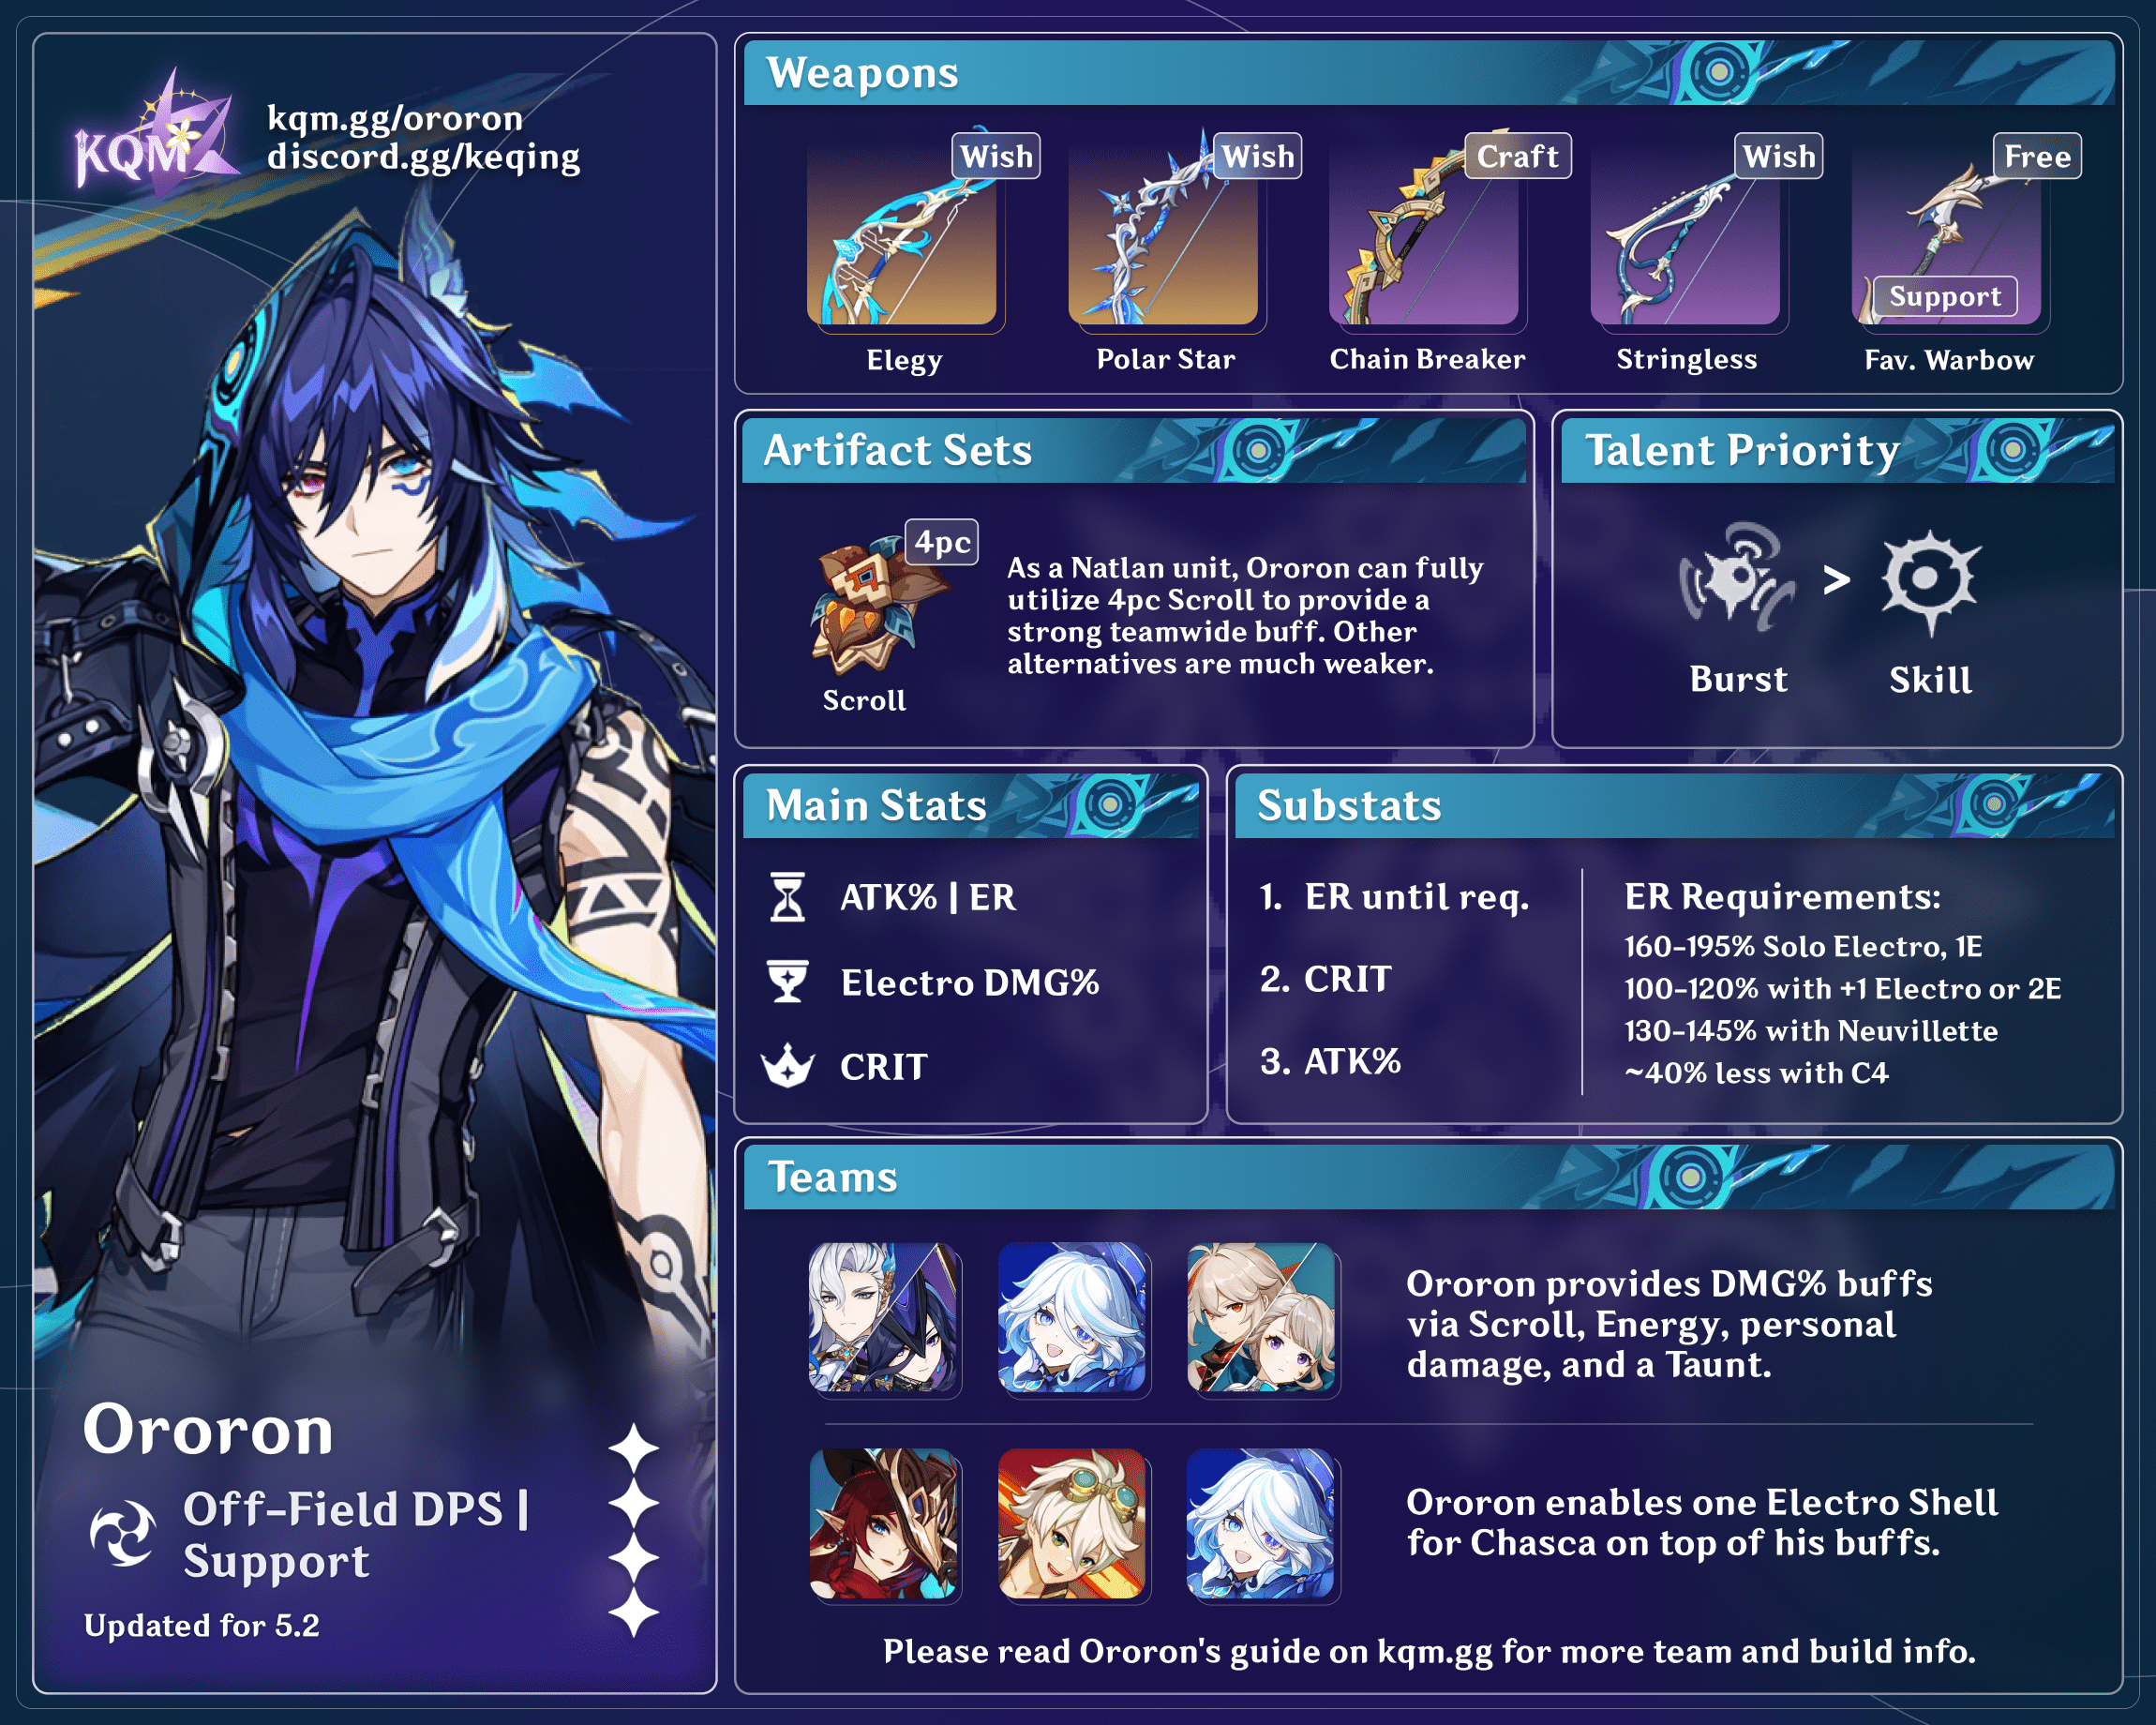 KQM
kqm.gg/ororon
discord.gg/keqing
Ororon
Off-Field DPS |
Support
Updated for 5.2
Weapons
Wish
Wish
Craft
Wish
Free
Support
Elegy
Polar Star
Chain Breaker
Stringless
Fav. Warbow
Artifact Sets
4pc
Scroll
As a Natlan unit, Ororon can fully
utilize 4pc Scroll to provide a
strong teamwide buff. Other
alternatives are much weaker.
Talent Priority
Burst
>
Skill
Main Stats
ATK% | ER
Electro DMG%
CRIT
Substats
1. ER until req.
2. CRIT
3. ATK%
ER Requirements:
160-195% Solo Electro, 1E
100-120% with +1 Electro or 2E
130-145% with Neuvillette
~40% less with C4
Teams
Ororon provides DMG% buffs
via Scroll, Energy, personal
damage, and a Taunt.
Ororon enables one Electro Shell
for Chasca on top of his buffs.
Please read Ororon's guide on kqm.gg for more team and build info.